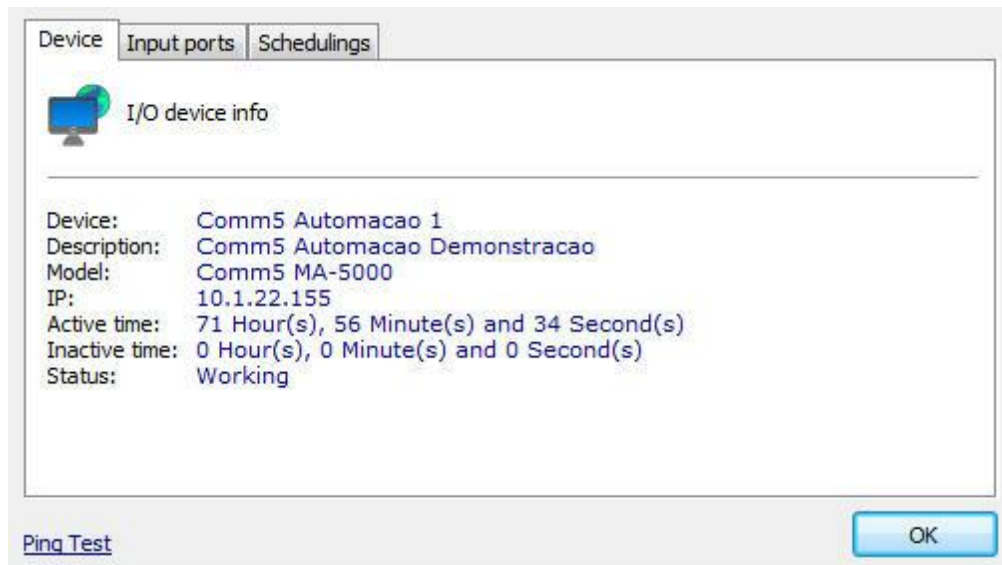 Device Input ports Schedulings
I/O device info
Device: Comm5 Automacao 1
Description: Comm5 Automacao Demonstracao
Model: Comm5 MA-5000
IP: 10.1.22.155
Active time: 71 Hour(s), 56 Minute(s) and 34 Second(s)
Inactive time: 0 Hour(s), 0 Minute(s) and 0 Second(s)
Status: Working
Ping Test OK